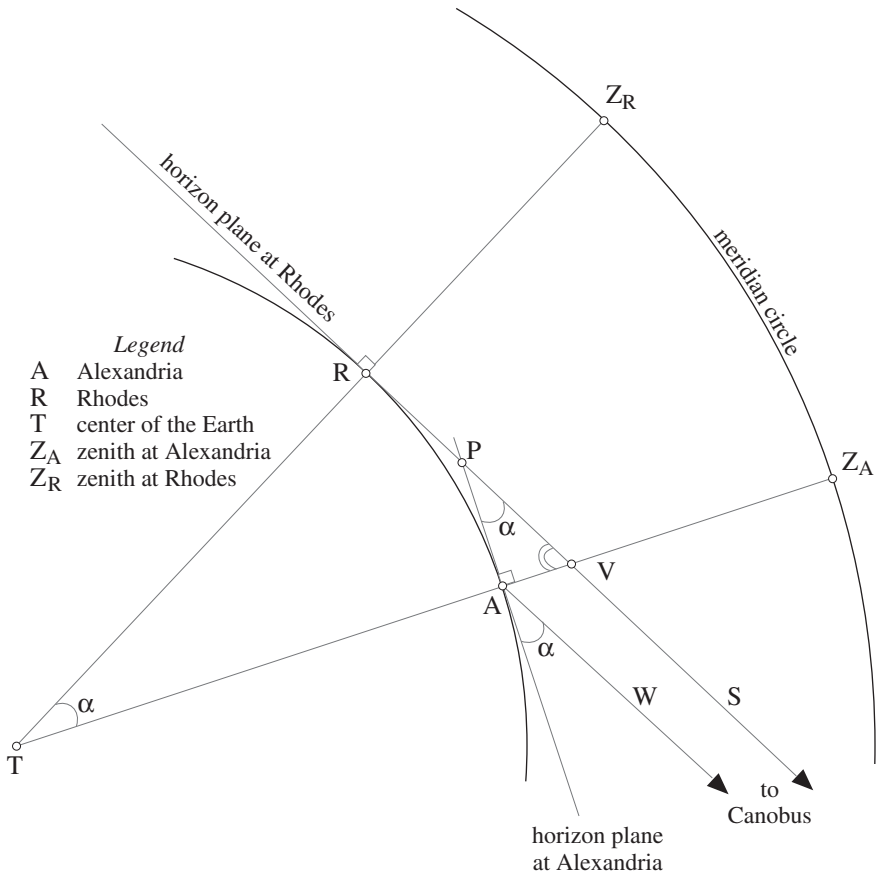 Z_R
horizon plane at Rhodes
meridian circle
Legend
A Alexandria
R Rhodes
T center of the Earth
Z_A zenith at Alexandria
Z_R zenith at Rhodes
R
P
Z_A
α
V
A
α
W
S
α
T
to
Canobus
horizon plane
at Alexandria